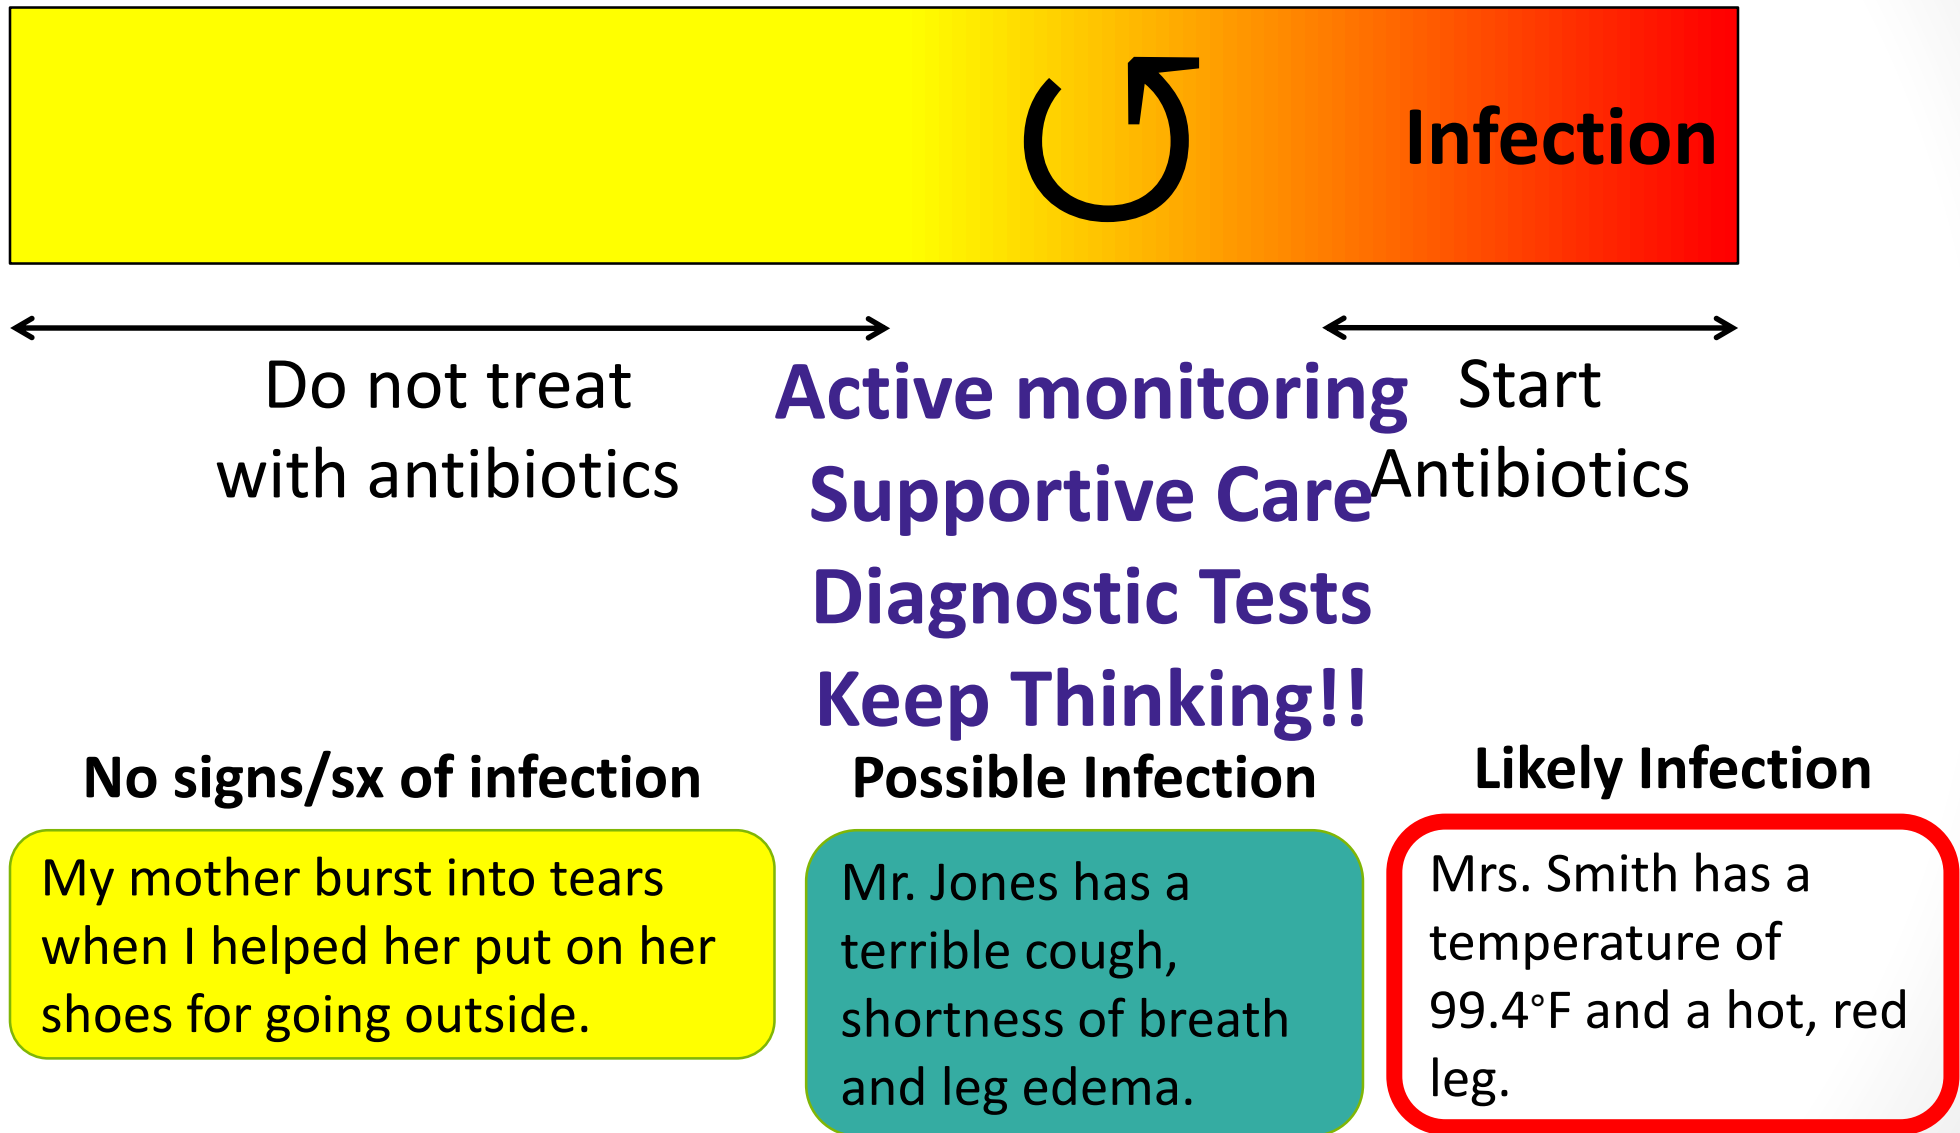 Infection
Do not treat
with antibiotics
Active monitoring
Supportive Care
Diagnostic Tests
Keep Thinking!!
Start
Antibiotics
No signs/sx of infection
My mother burst into tears
when I helped her put on her
shoes for going outside.
Possible Infection
Mr. Jones has a
terrible cough,
shortness of breath
and leg edema.
Likely Infection
Mrs. Smith has a
temperature of
99.4°F and a hot, red
leg.